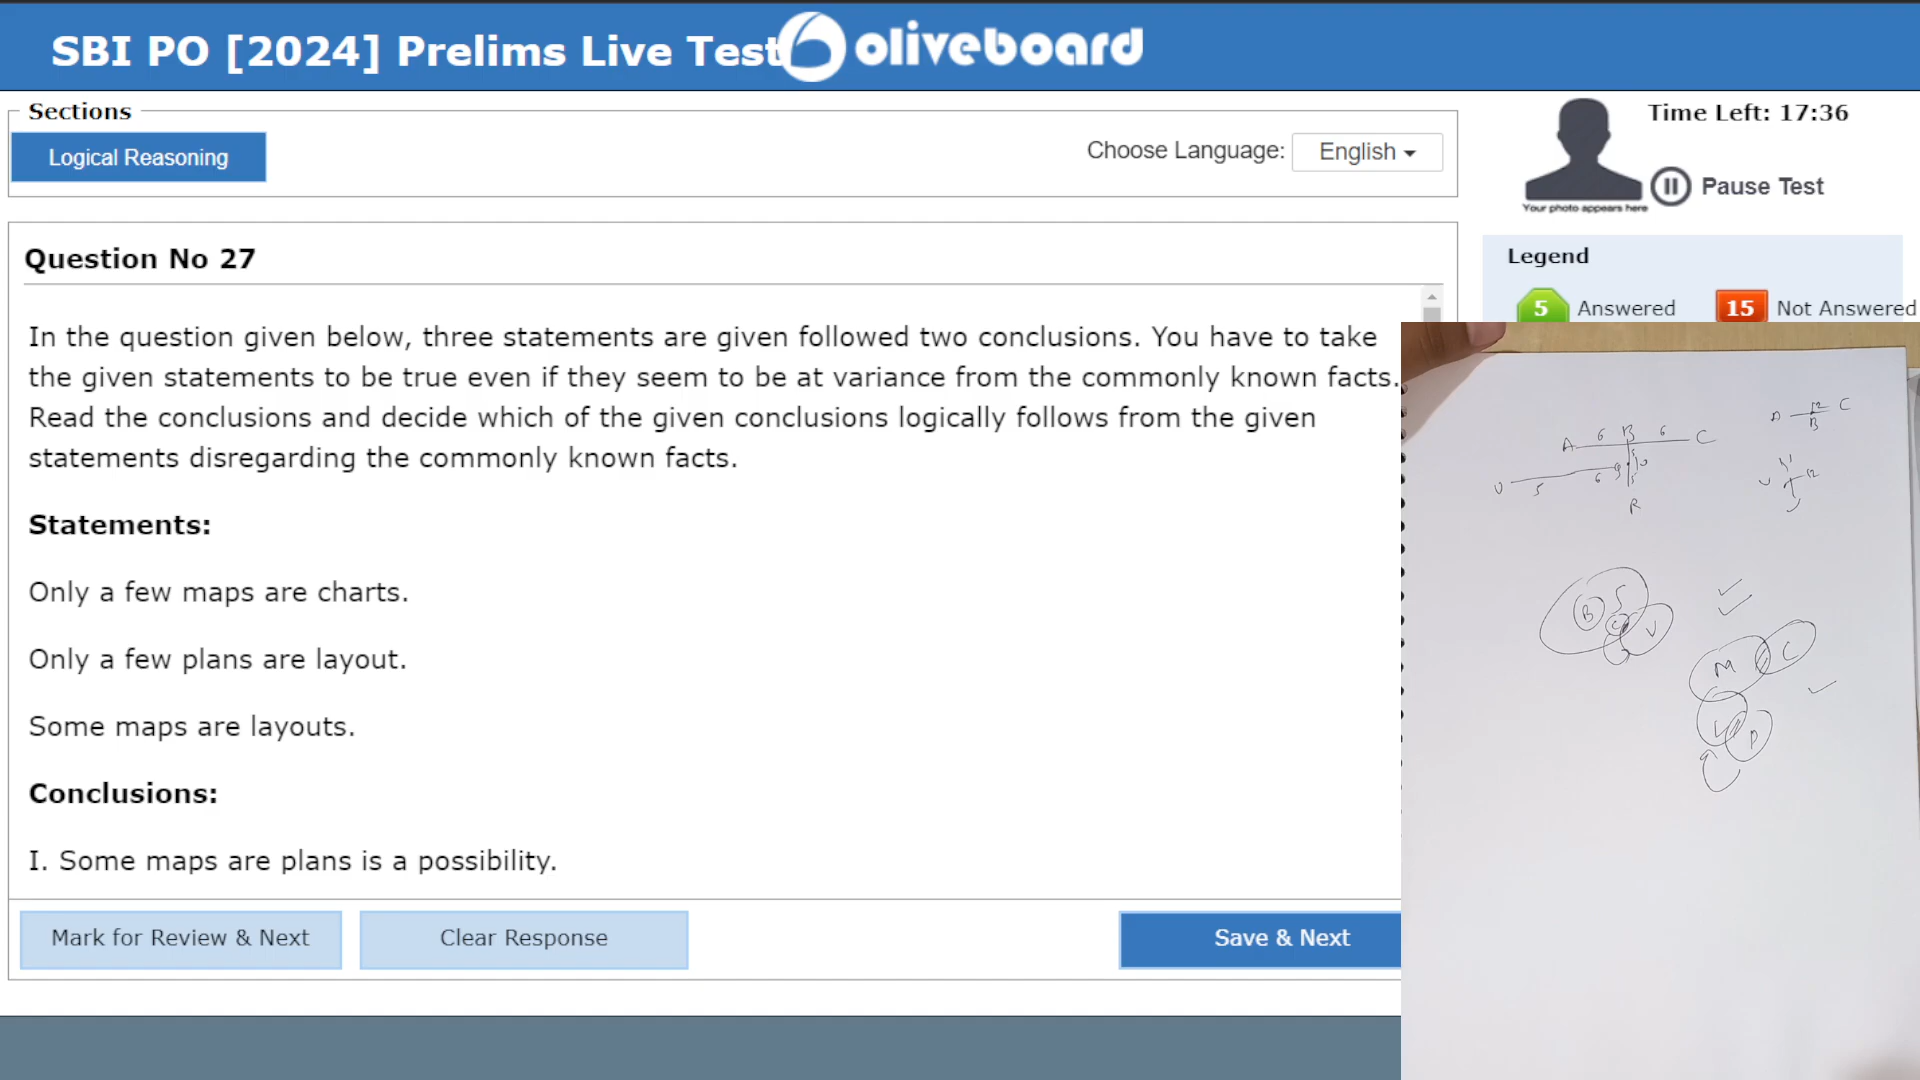 SBI PO [2024] Prelims Live Test
oliveboard
Sections
Logical Reasoning
Choose Language:
English
Time Left: 17:36
Your photo appears here
Pause Test
Legend
5
Answered
15
Not Answered
Question No 27
In the question given below, three statements are given followed two conclusions. You have to take
the given statements to be true even if they seem to be at variance from the commonly known facts.
Read the conclusions and decide which of the given conclusions logically follows from the given
statements disregarding the commonly known facts.
Statements:
Only a few maps are charts.
Only a few plans are layout.
Some maps are layouts.
Conclusions:
I. Some maps are plans is a possibility.
Mark for Review & Next
Clear Response
Save & Next
A 6 B 6 C
R
B S
C V
M C
L P